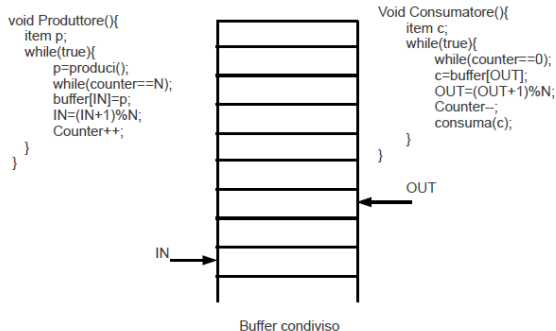 void Produttore(){
item p;
while(true){
p=produci();
while(counter==N);
buffer[IN]=p;
IN=(IN+1)%N;
Counter++;
}
}
Void Consumatore(){
item c;
while(true){
while(counter==0);
c=buffer[OUT];
OUT=(OUT+1)%N;
Counter--;
consuma(c);
}
}
OUT
IN
Buffer condiviso